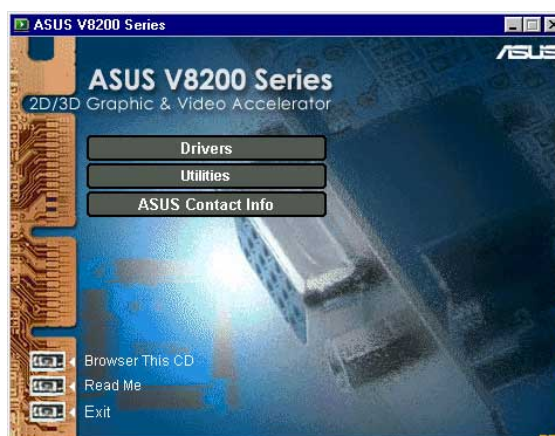 ASUS V8200 Series
ASUS
ASUS V8200 Series
2D/3D Graphic & Video Accelerator
Drivers
Utilities
ASUS Contact Info
Browser This CD
Read Me
Exit